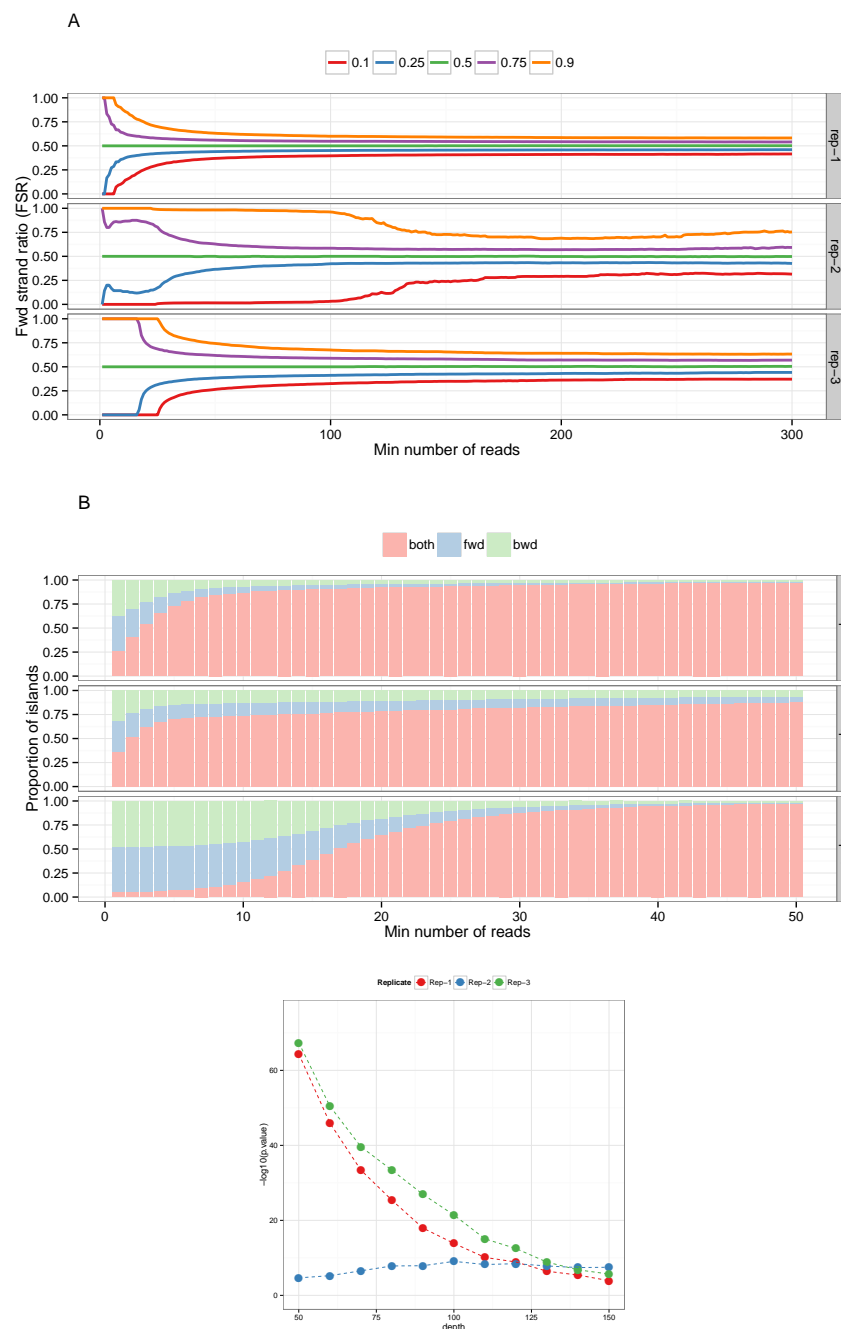 A
0.1 0.25 0.5 0.75 0.9
Fwd strand ratio (FSR)
1.00
0.75
0.50
0.25
0.00
rep−1
1.00
0.75
0.50
0.25
0.00
rep−2
1.00
0.75
0.50
0.25
0.00
rep−3
0 100 200 300
Min number of reads
B
both fwd bwd
Proportion of islands
1.00
0.75
0.50
0.25
0.00
1.00
0.75
0.50
0.25
0.00
1.00
0.75
0.50
0.25
0.00
0 10 20 30 40 50
Min number of reads
Replicate Rep−1 Rep−2 Rep−3
−log10(p.value)
60
40
20
0
50 75 100 125 150
depth